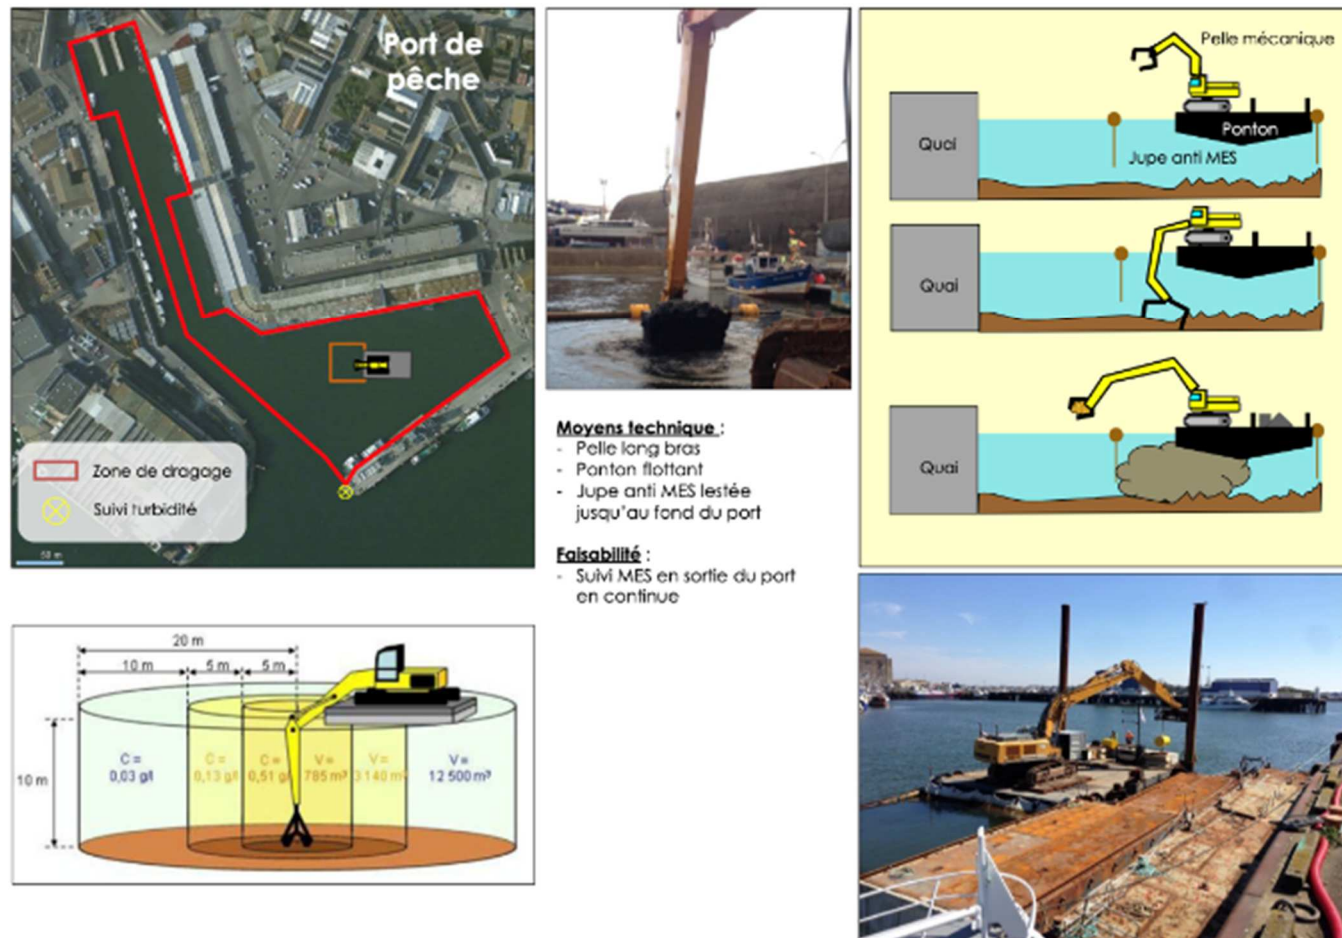 Port de
pêche
Zone de dragage
Suivi turbidité
50 m
Moyens technique :
- Pelle long bras
- Ponton flottant
- Jupe anti MES lestée
jusqu'au fond du port
Faisabilité :
- Suivi MES en sortie du port
en continue
Pelle mécanique
Quai
Ponton
Jupe anti MES
Quai
Quai
20 m
10 m
5 m
5 m
10 m
C =
0,03 g/l
C =
0,13 g/l
C =
0,51 g/
V =
785 m³
V =
3 140 m³
V =
12 500 m³